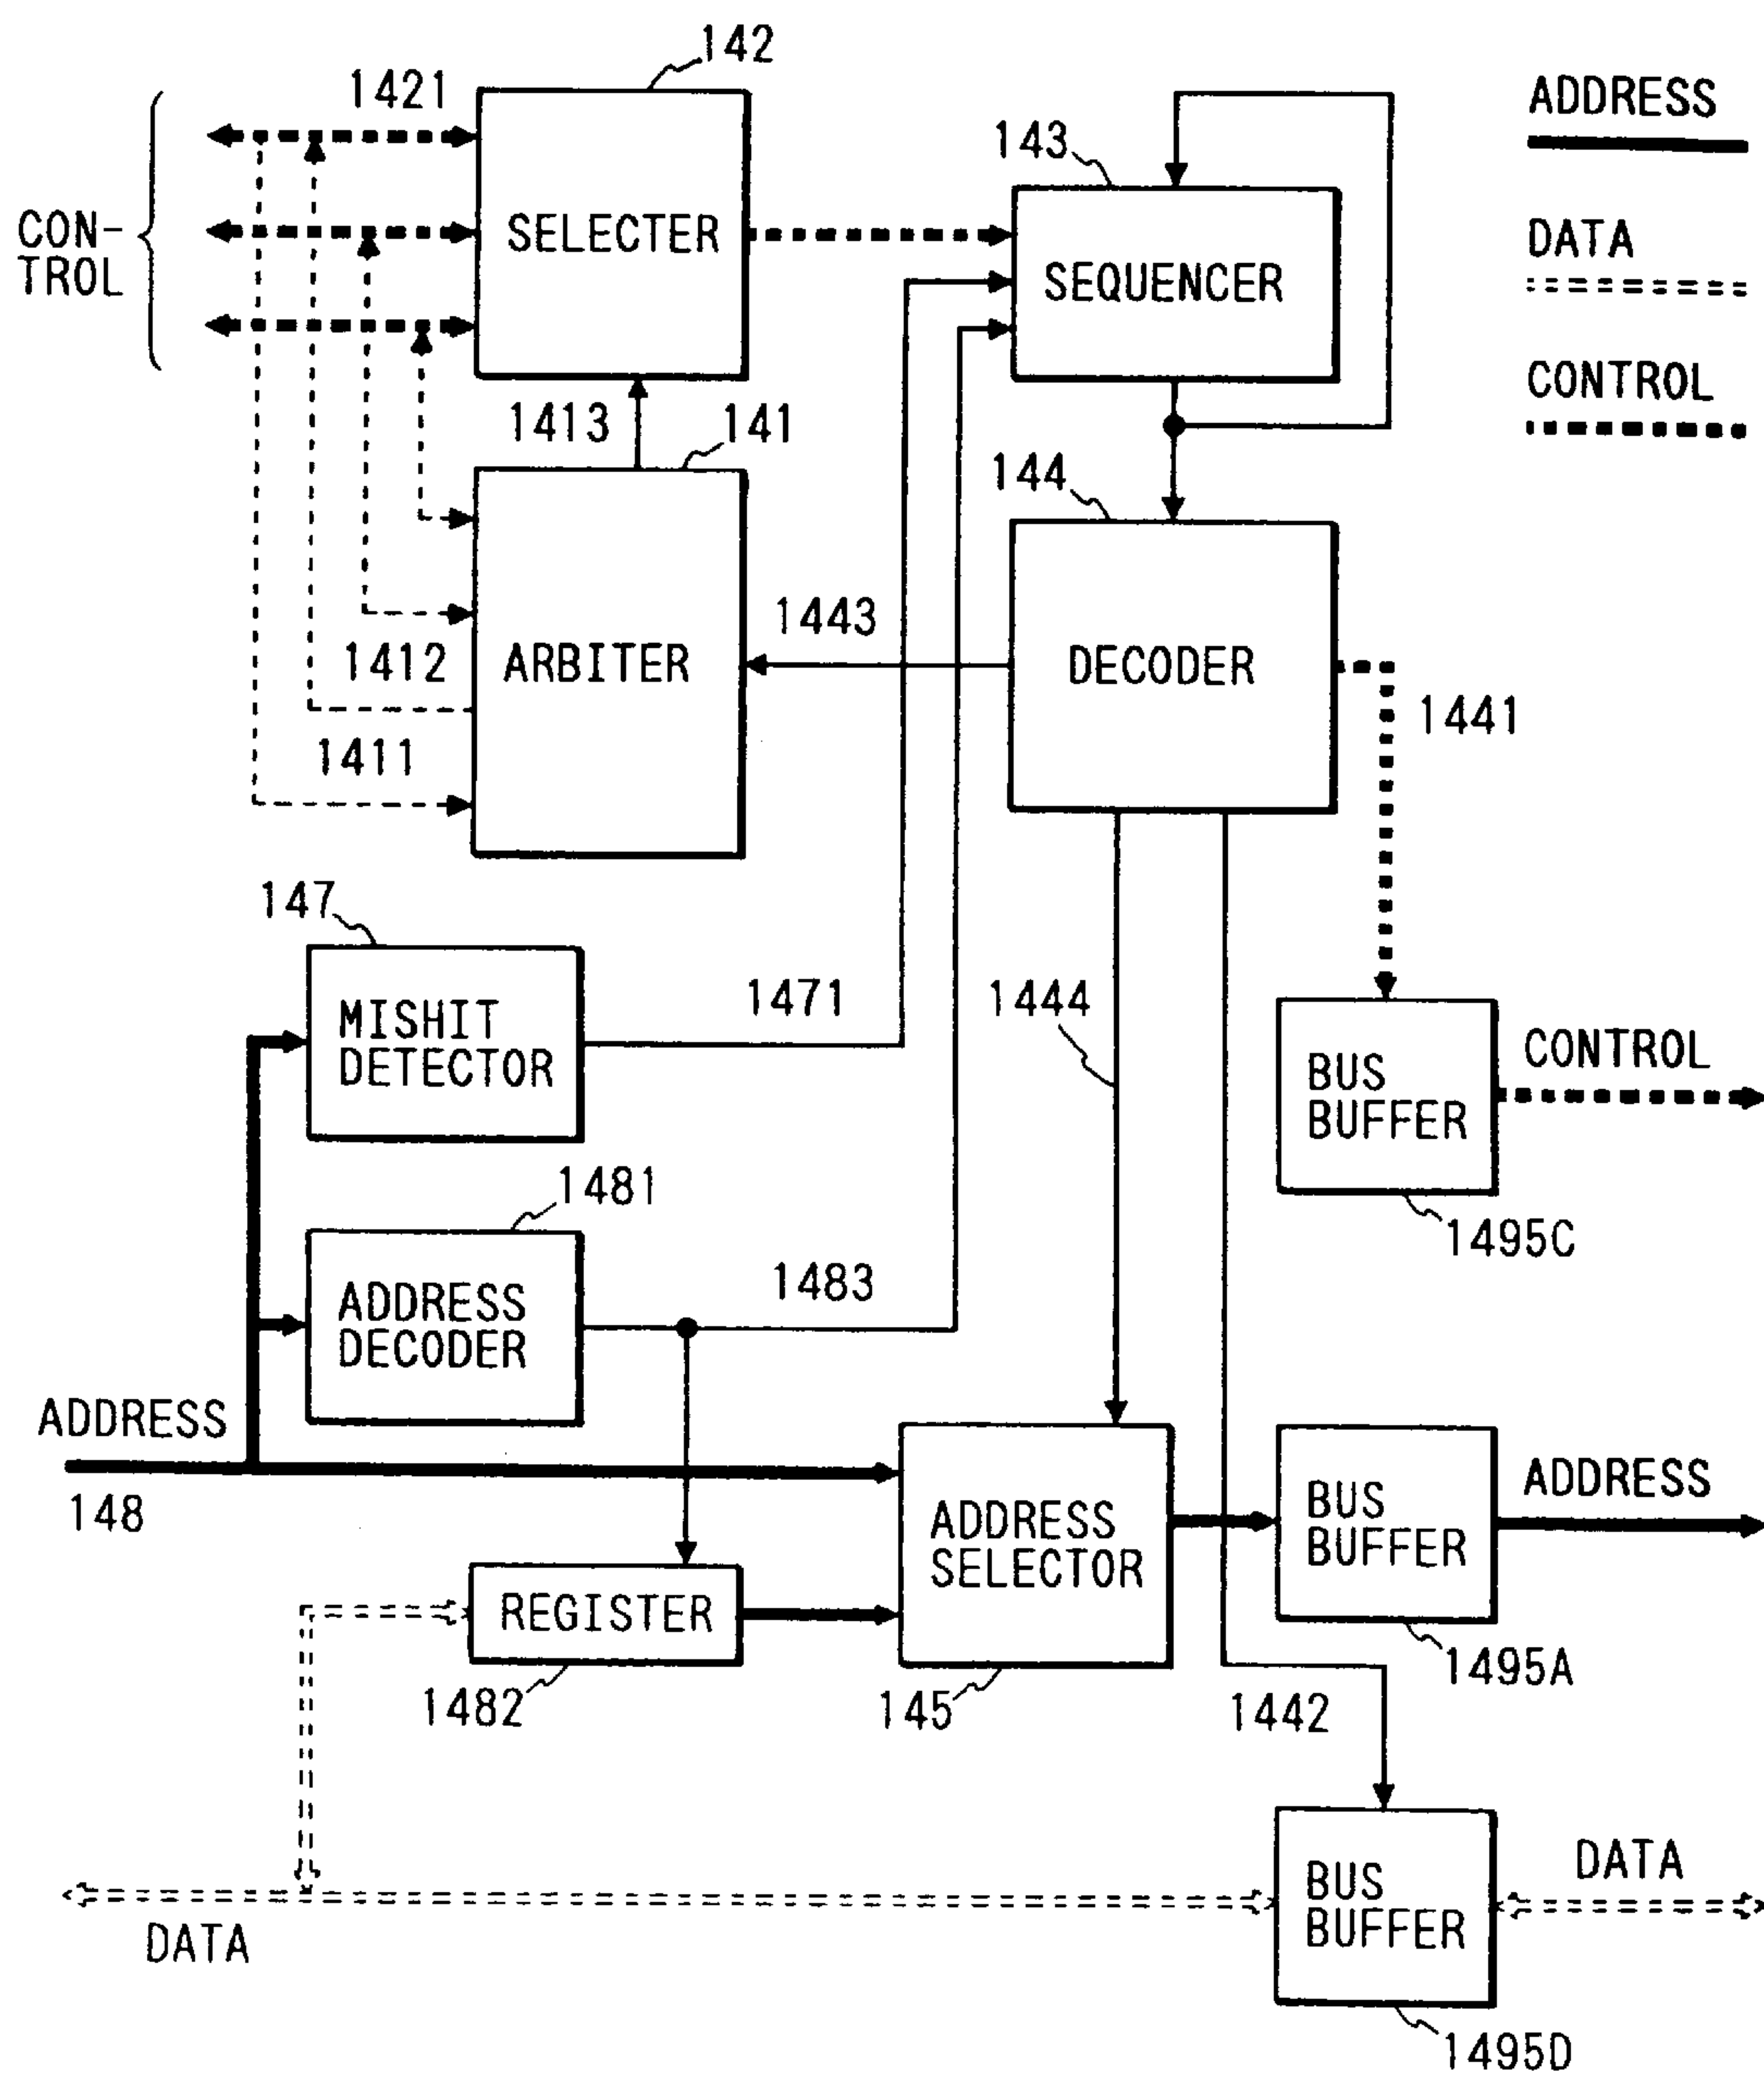 142
1421
ADDRESS
143
CON-
TROL
SELECTER
SEQUENCER
DATA
CONTROL
1413
141
144
1443
1412
ARBITER
DECODER
1441
1411
147
MISHIT
DETECTOR
1471
1444
BUS
BUFFER
CONTROL
1481
1495C
ADDRESS
DECODER
1483
ADDRESS
148
ADDRESS
SELECTOR
BUS
BUFFER
ADDRESS
REGISTER
1482
145
1442
1495A
DATA
BUS
BUFFER
DATA
1495D